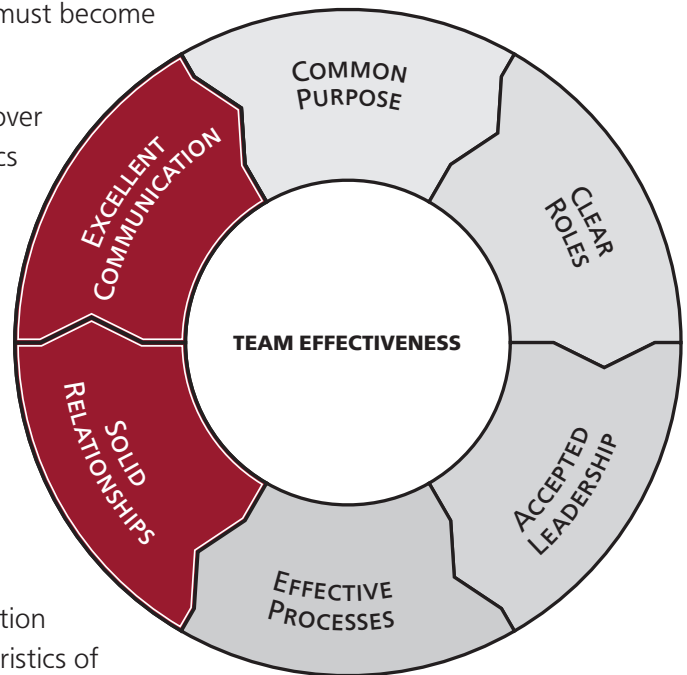 must become
over
cs
COMMON
PURPOSE
CLEAR
ROLES
ACCEPTED
LEADERSHIP
EFFECTIVE
PROCESSES
SOLID
RELATIONSHIPS
EXCELLENT
COMMUNICATION
TEAM EFFECTIVENESS
tion
ristics of